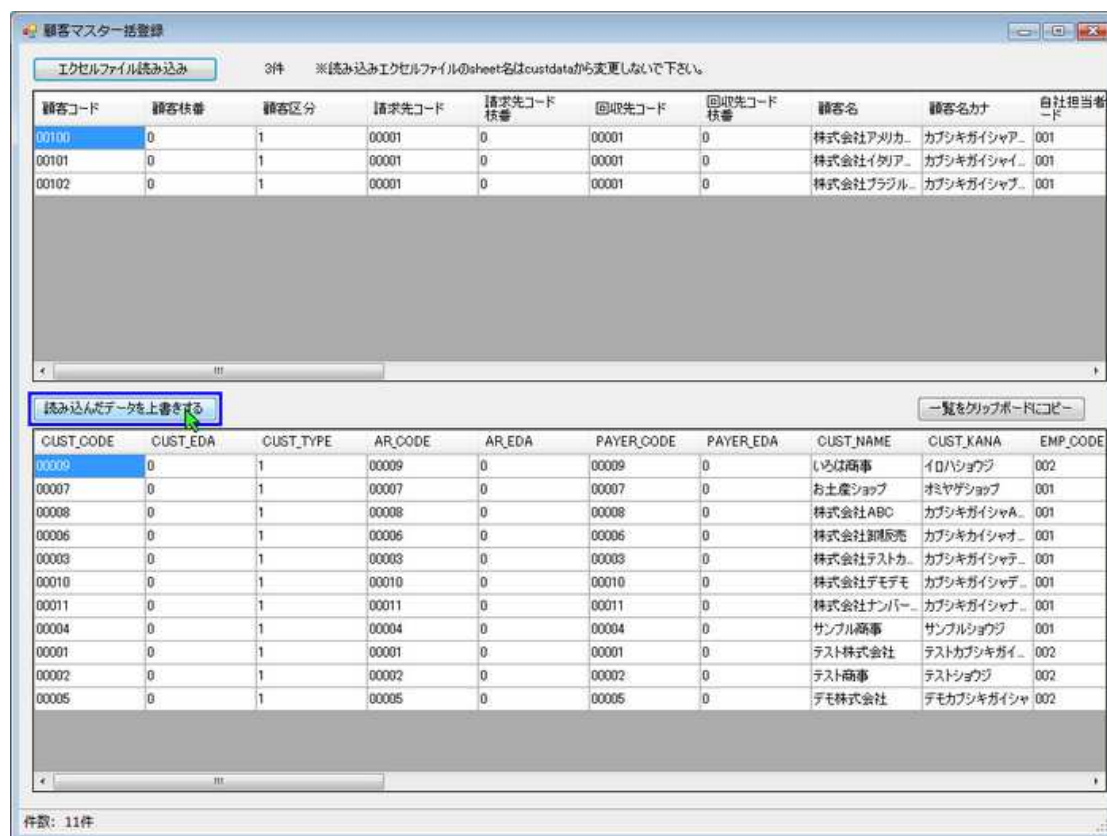 顧客マスター括登録
エクセルファイル読み込み 3件 ※読み込みエクセルファイルのsheet名はcustdataから変更しないで下さい。
顧客コード 顧客枝番 顧客区分 請求先コード 請求先コード枝番 回収先コード 回収先コード枝番 顧客名 顧客名カナ 自社担当者ード
00100 0 1 00001 0 00001 0 株式会社アメリカ... カブシキガイシャア... 001
00101 0 1 00001 0 00001 0 株式会社イタリア... カブシキガイシャイ... 001
00102 0 1 00001 0 00001 0 株式会社ブラジル... カブシキガイシャブ... 001
読み込んだデータを上書きする 一覧をクリップボードにコピー
CUST_CODE CUST_EDA CUST_TYPE AR_CODE AR_EDA PAYER_CODE PAYER_EDA CUST_NAME CUST_KANA EMP_CODE
00009 0 1 00009 0 00009 0 いろは商事 イロハショウジ 002
00007 0 1 00007 0 00007 0 お土産ショップ オミヤゲショップ 001
00008 0 1 00008 0 00008 0 株式会社ABC カブシキガイシャA... 001
00006 0 1 00006 0 00006 0 株式会社卸販売 カブシキカイシャオ... 001
00003 0 1 00003 0 00003 0 株式会社テストカ... カブシキガイシャテ... 001
00010 0 1 00010 0 00010 0 株式会社デモデモ カブシキガイシャデ... 001
00011 0 1 00011 0 00011 0 株式会社ナンバー... カブシキガイシャナ... 001
00004 0 1 00004 0 00004 0 サンプル商事 サンプルショウジ 001
00001 0 1 00001 0 00001 0 テスト株式会社 テストカブシキガイ... 002
00002 0 1 00002 0 00002 0 テスト商事 テストショウジ 002
00005 0 1 00005 0 00005 0 デモ株式会社 デモカブシキガイシャ 002
件数: 11件